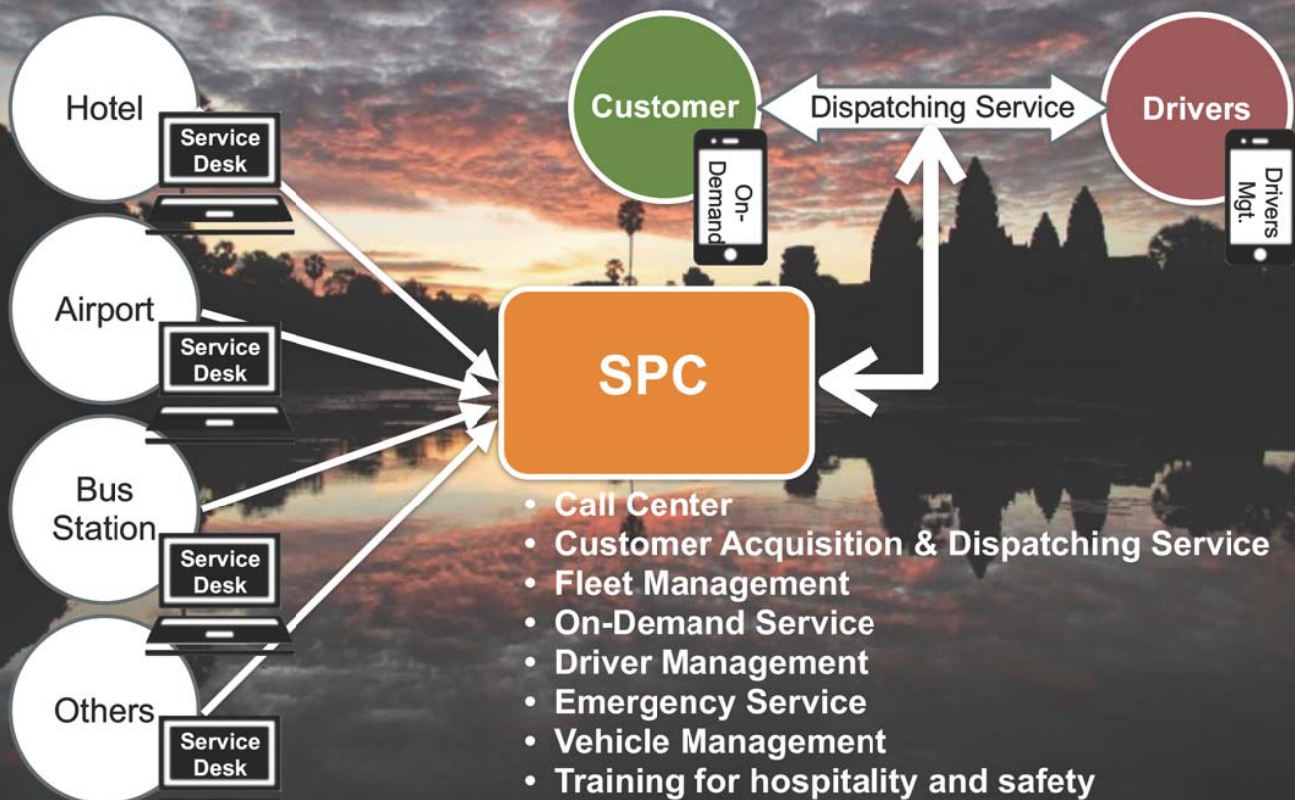 Hotel
Service
Desk
Airport
Service
Desk
Bus
Station
Service
Desk
Others
Service
Desk
Customer
On-
Demand
Dispatching Service
Drivers
Drivers
Mgt.
SPC
• Call Center
• Customer Acquisition & Dispatching Service
• Fleet Management
• On-Demand Service
• Driver Management
• Emergency Service
• Vehicle Management
• Training for hospitality and safety